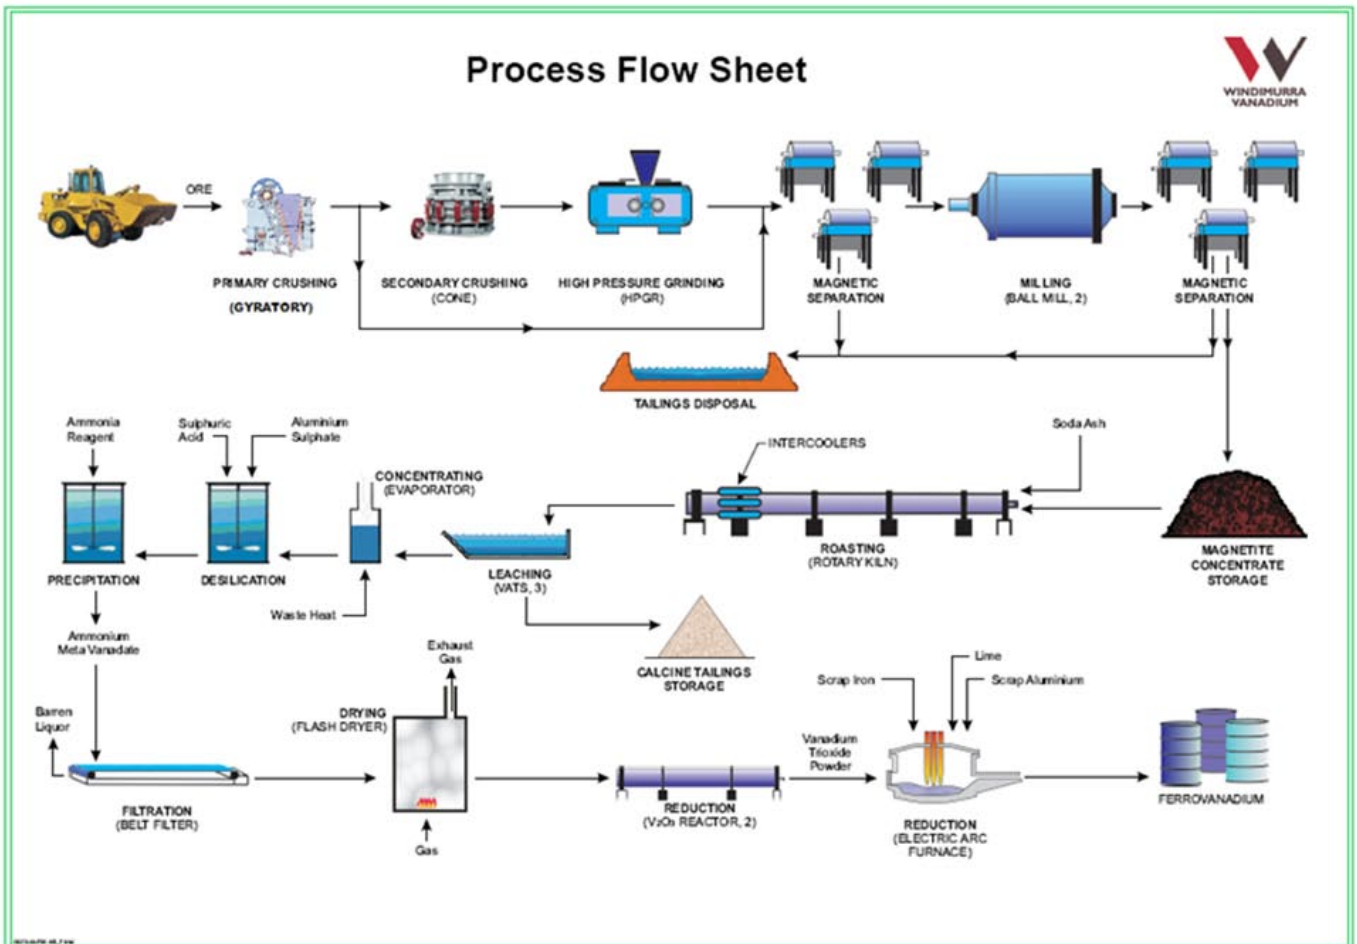 Process Flow Sheet
WINDIMURRA
VANADIUM
ORE
PRIMARY CRUSHING
(GYRATORY)
SECONDARY CRUSHING
(CONE)
HIGH PRESSURE GRINDING
(HPGR)
MAGNETIC
SEPARATION
MILLING
(BALL MILL, 2)
MAGNETIC
SEPARATION
TAILINGS DISPOSAL
Ammonia
Reagent
Sulphuric
Acid
Aluminium
Sulphate
CONCENTRATING
(EVAPORATOR)
INTERCOOLERS
Soda Ash
PRECIPITATION
DESILICATION
LEACHING
(VATS, 3)
ROASTING
(ROTARY KILN)
MAGNETITE
CONCENTRATE
STORAGE
Waste Heat
Ammonium
Meta Vanadate
Exhaust
Gas
CALCINE TAILINGS
STORAGE
Lime
Scrap Iron
Scrap Aluminium
Barren
Liquor
DRYING
(FLASH DRYER)
Vanadium
Trioxide
Powder
FILTRATION
(BELT FILTER)
Gas
REDUCTION
(V2O3 REACTOR, 2)
REDUCTION
(ELECTRIC ARC
FURNACE)
FERROVANADIUM